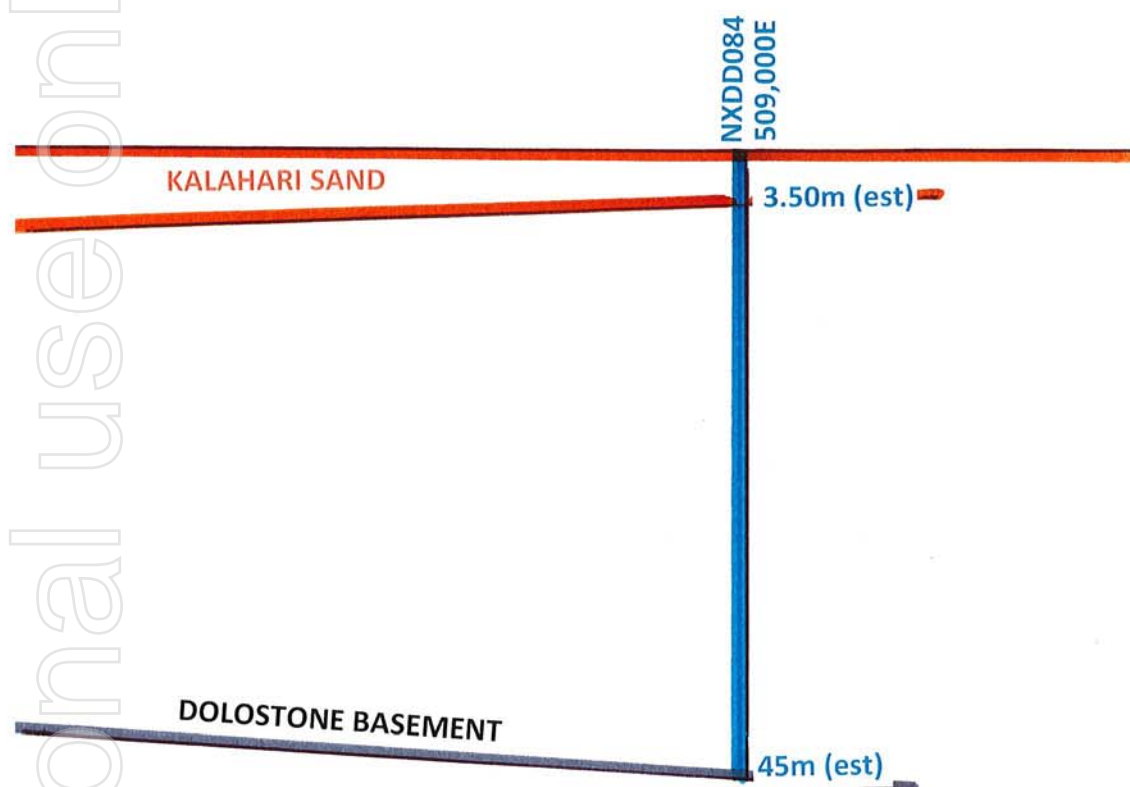 NXDD084
509,000E
KALAHARI SAND
3.50m (est)
DOLOSTONE BASEMENT
45m (est)
onal use onl